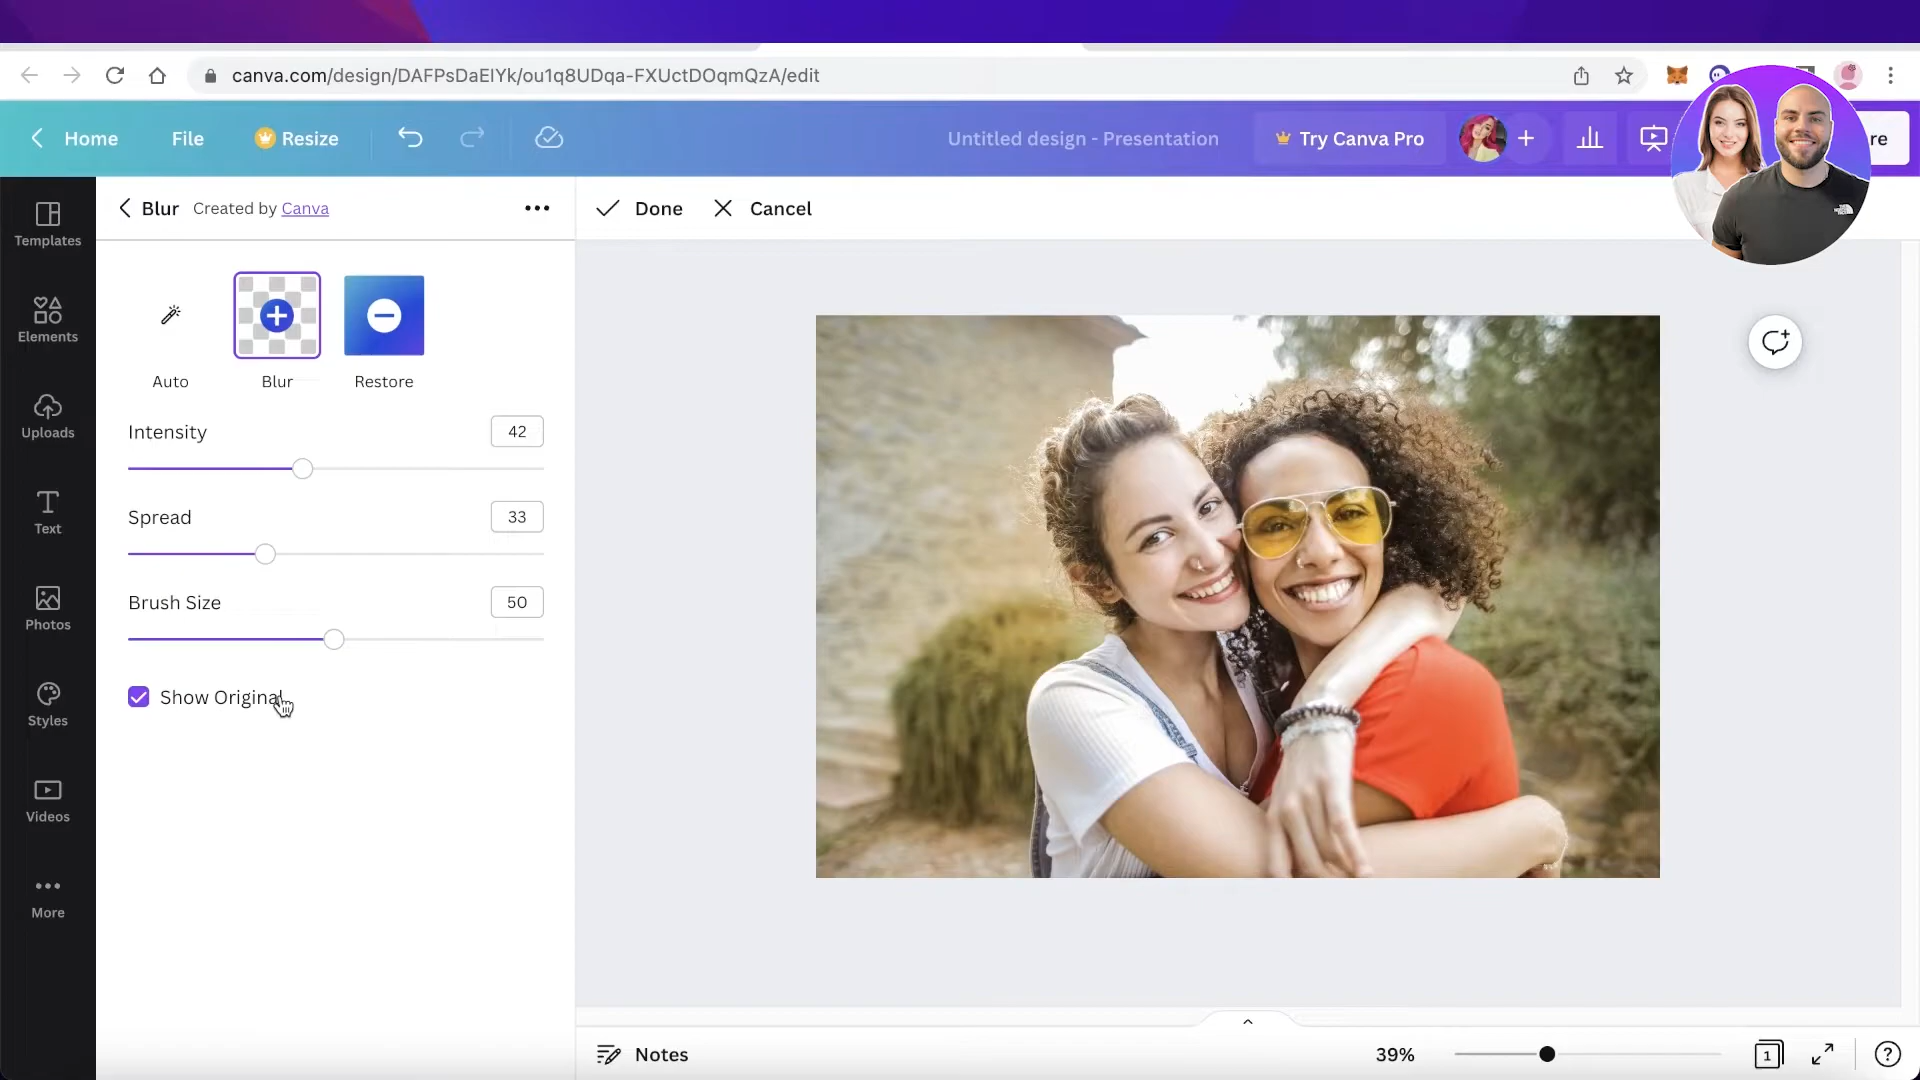 canva.com/design/DAFPsDaEIYk/ou1q8UDqa-FXUctDOqmQzA/edit
Home File Resize Untitled design - Presentation Try Canva Pro re
Blur Created by Canva Done Cancel
Templates
Elements
Uploads
Text
Photos
Styles
Videos
More
Auto Blur Restore
Intensity 42
Spread 33
Brush Size 50
Show Original
Notes 39% 1